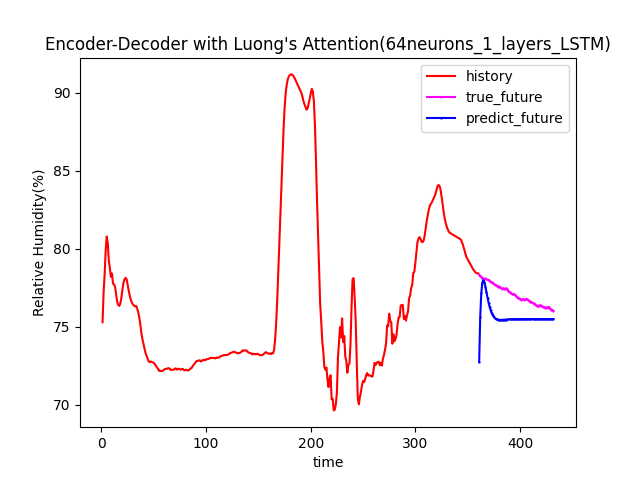 Encoder-Decoder with Luong's Attention(64neurons_1_layers_LSTM)
history
true_future
predict_future
90
85
80
75
70
Relative Humidity(%)
0 100 200 300 400
time